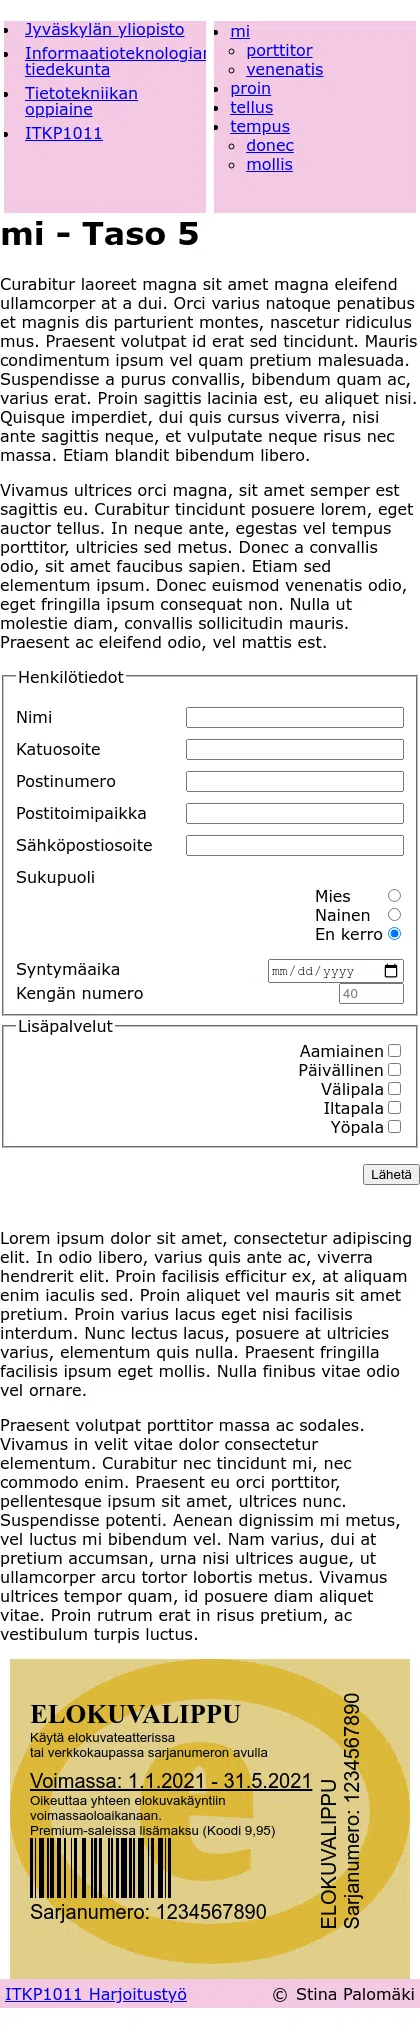 Jyväskylän yliopisto
Informaatioteknologian
tiedekunta
Tietotekniikan
oppiaine
ITKP1011
mi
porttitor
venenatis
proin
tellus
tempus
donec
mollis
mi – Taso 5
Curabitur laoreet magna sit amet magna eleifend
ullamcorper at a dui. Orci varius natoque penatibus
et magnis dis parturient montes, nascetur ridiculus
mus. Praesent volutpat id erat sed tincidunt. Mauris
condimentum ipsum vel quam pretium malesuada.
Suspendisse a purus convallis, bibendum quam ac,
varius erat. Proin sagittis lacinia est, eu aliquet nisi.
Quisque imperdiet, dui quis cursus viverra, nisi
ante sagittis neque, et vulputate neque risus nec
massa. Etiam blandit bibendum libero.
Vivamus ultrices orci magna, sit amet semper est
sagittis eu. Curabitur tincidunt posuere lorem, eget
auctor tellus. In neque ante, egestas vel tempus
porttitor, ultricies sed metus. Donec a convallis
odio, sit amet faucibus sapien. Etiam sed
elementum ipsum. Donec euismod venenatis odio,
eget fringilla ipsum consequat non. Nulla ut
molestie diam, convallis sollicitudin mauris.
Praesent ac eleifend odio, vel mattis est.
Henkilötiedot
Nimi
Katuosoite
Postinumero
Postitoimipaikka
Sähköpostiosoite
Sukupuoli
Mies
Nainen
En kerro
Syntymäaika mm/dd/yyyy
Kengän numero 40
Lisäpalvelut
Aamiainen
Päivällinen
Välipala
Iltapala
Yöpala
Lähetä
Lorem ipsum dolor sit amet, consectetur adipiscing
elit. In odio libero, varius quis ante ac, viverra
hendrerit elit. Proin facilisis efficitur ex, at aliquam
enim iaculis sed. Proin aliquet vel mauris sit amet
pretium. Proin varius lacus eget nisi facilisis
interdum. Nunc lectus lacus, posuere at ultricies
varius, elementum quis nulla. Praesent fringilla
facilisis ipsum eget mollis. Nulla finibus vitae odio
vel ornare.
Praesent volutpat porttitor massa ac sodales.
Vivamus in velit vitae dolor consectetur
elementum. Curabitur nec tincidunt mi, nec
commodo enim. Praesent eu orci porttitor,
pellentesque ipsum sit amet, ultrices nunc.
Suspendisse potenti. Aenean dignissim mi metus,
vel luctus mi bibendum vel. Nam varius, dui at
pretium accumsan, urna nisi ultrices augue, ut
ullamcorper arcu tortor lobortis metus. Vivamus
ultrices tempor quam, id posuere diam aliquet
vitae. Proin rutrum erat in risus pretium, ac
vestibulum turpis luctus.
e
ELOKUVALIPPU
Käytä elokuvateatterissa
tai verkkokaupassa sarjanumeron avulla
Voimassa: 1.1.2021 - 31.5.2021
Oikeuttaa yhteen elokuvakäyntiin
voimassaoloaikanaan.
Premium-saleissa lisämaksu (Koodi 9,95)
Sarjanumero: 1234567890
ELOKUVALIPPU
Sarjanumero: 1234567890
ITKP1011 Harjoitustyö
© Stina Palomäki